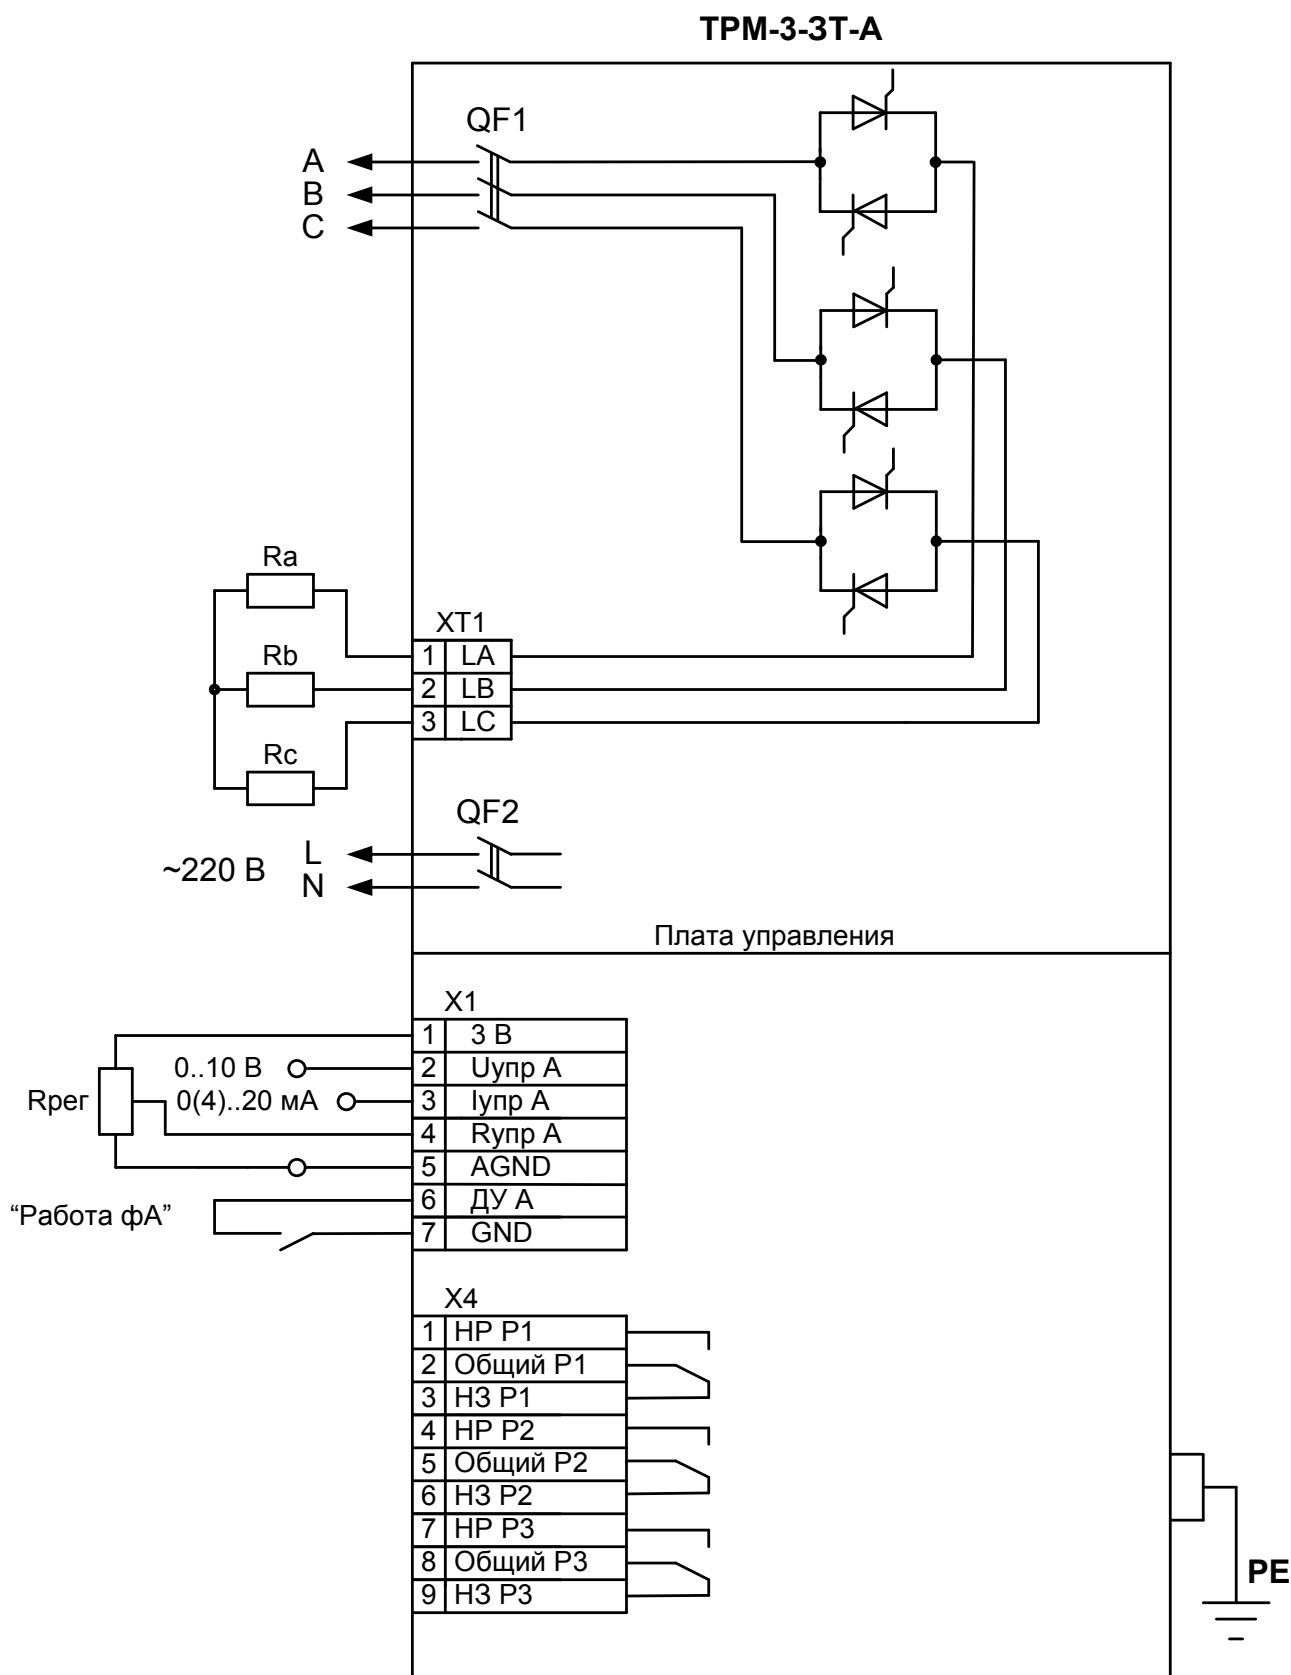 ТРМ-3-3Т-А
QF1
A
B
C
Ra
XT1
1 LA
Rb
2 LB
3 LC
Rc
QF2
~220 В
L
N
Плата управления
X1
1 3 В
0..10 В 2 Uупр А
Rрег 0(4)..20 мА 3 Iупр А
4 Rупр А
5 AGND
“Работа фА” 6 ДУ А
7 GND
X4
1 НР Р1
2 Общий Р1
3 НЗ Р1
4 НР Р2
5 Общий Р2
6 НЗ Р2
7 НР Р3
8 Общий Р3
9 НЗ Р3
PE